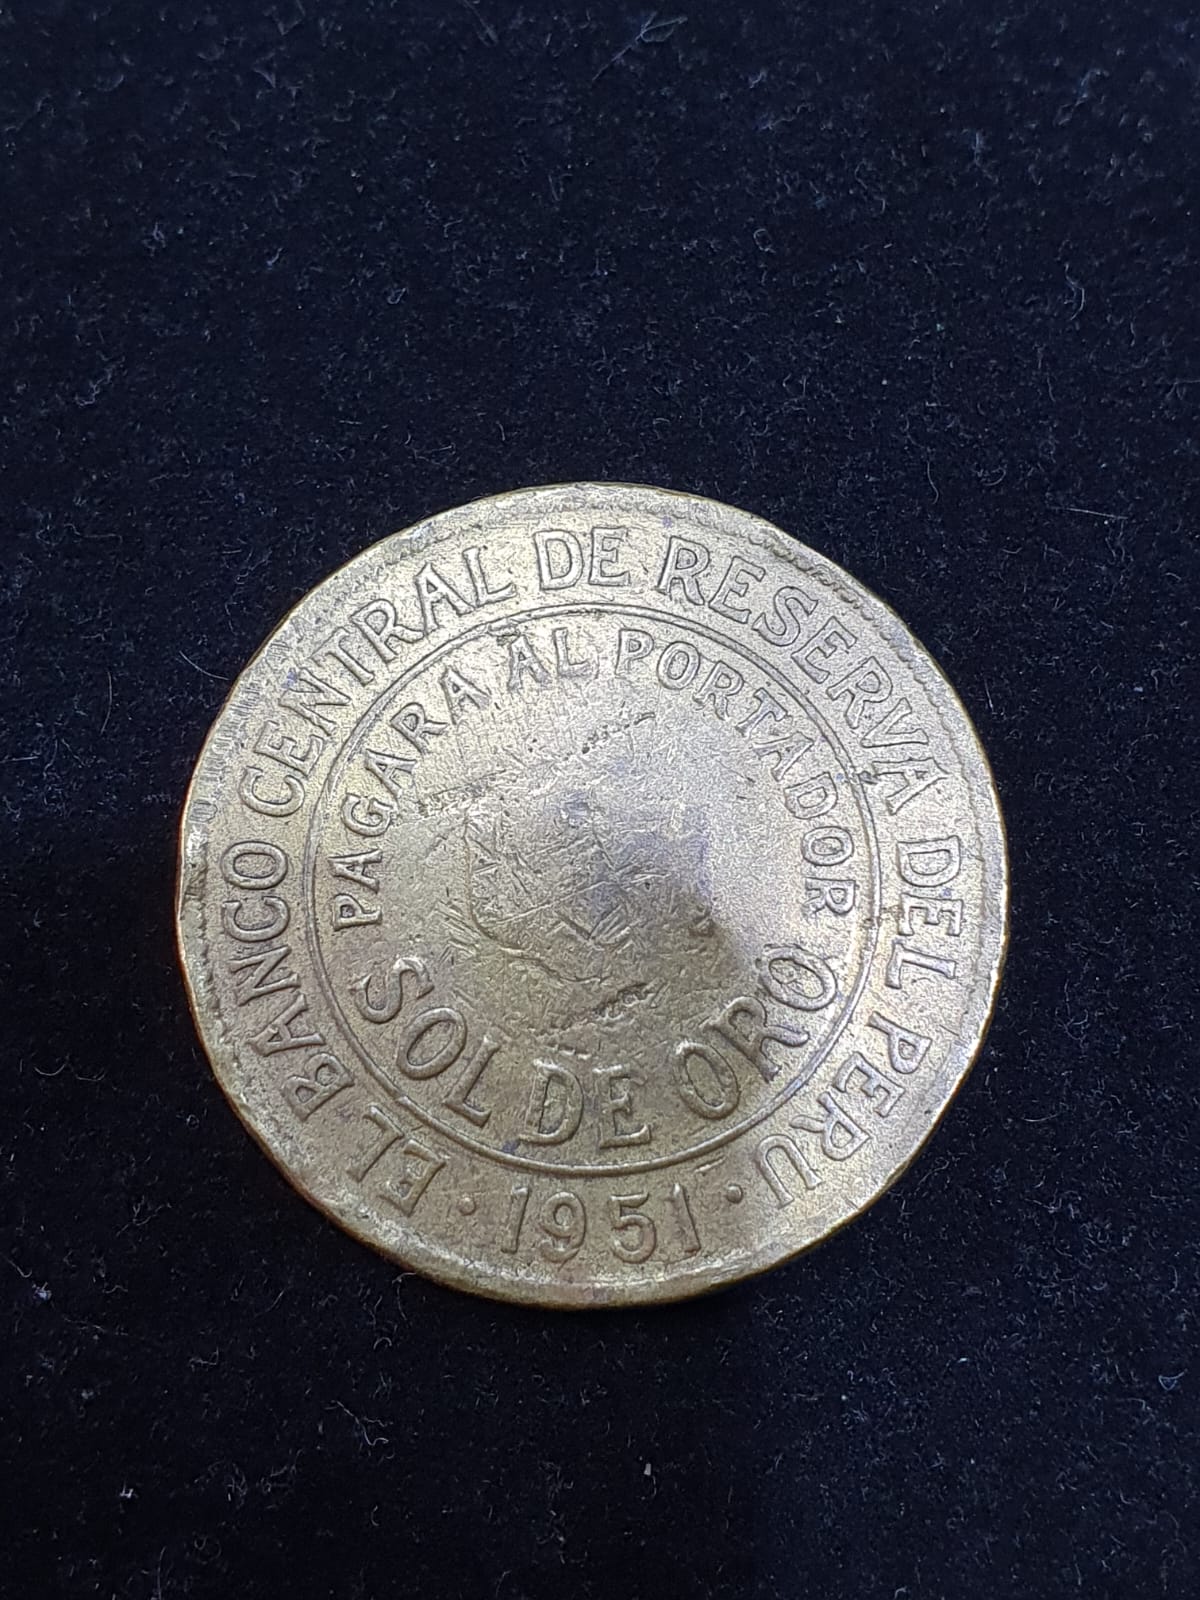 EL BANCO CENTRAL DE RESERVA DEL PERU
· 1951 ·
PAGARA AL PORTADOR
SOL DE ORO